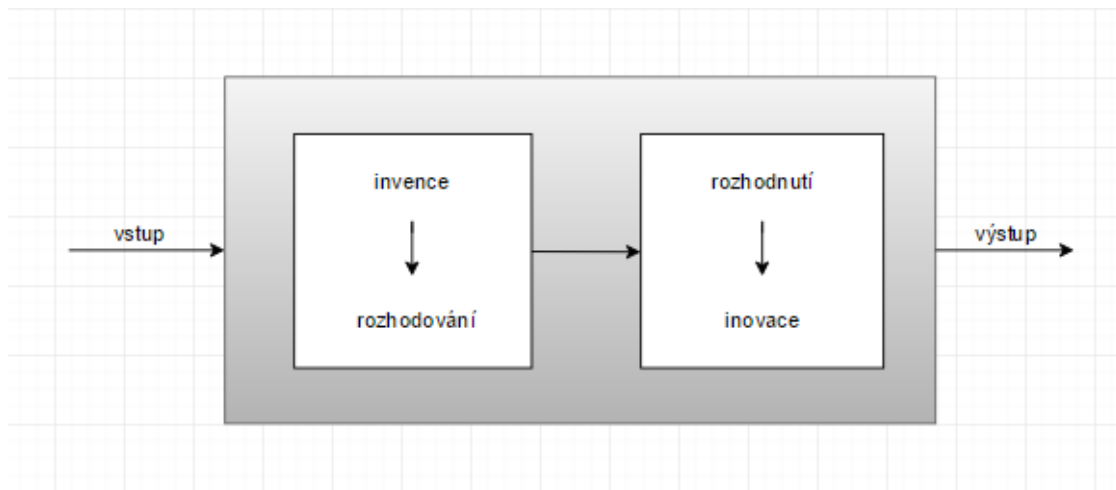 vstup
invence
rozhodování
rozhodnutí
inovace
výstup